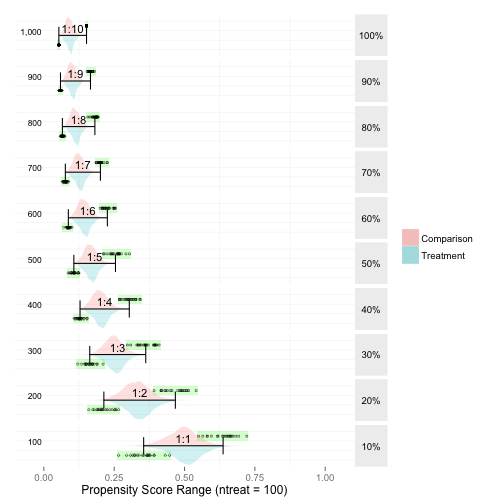 1,000 1:10 100%
900 1:9 90%
800 1:8 80%
700 1:7 70%
600 1:6 60%
500 1:5 50%
Comparison
Treatment
400 1:4 40%
300 1:3 30%
200 1:2 20%
100 1:1 10%
0.00 0.25 0.50 0.75 1.00
Propensity Score Range (ntreat = 100)